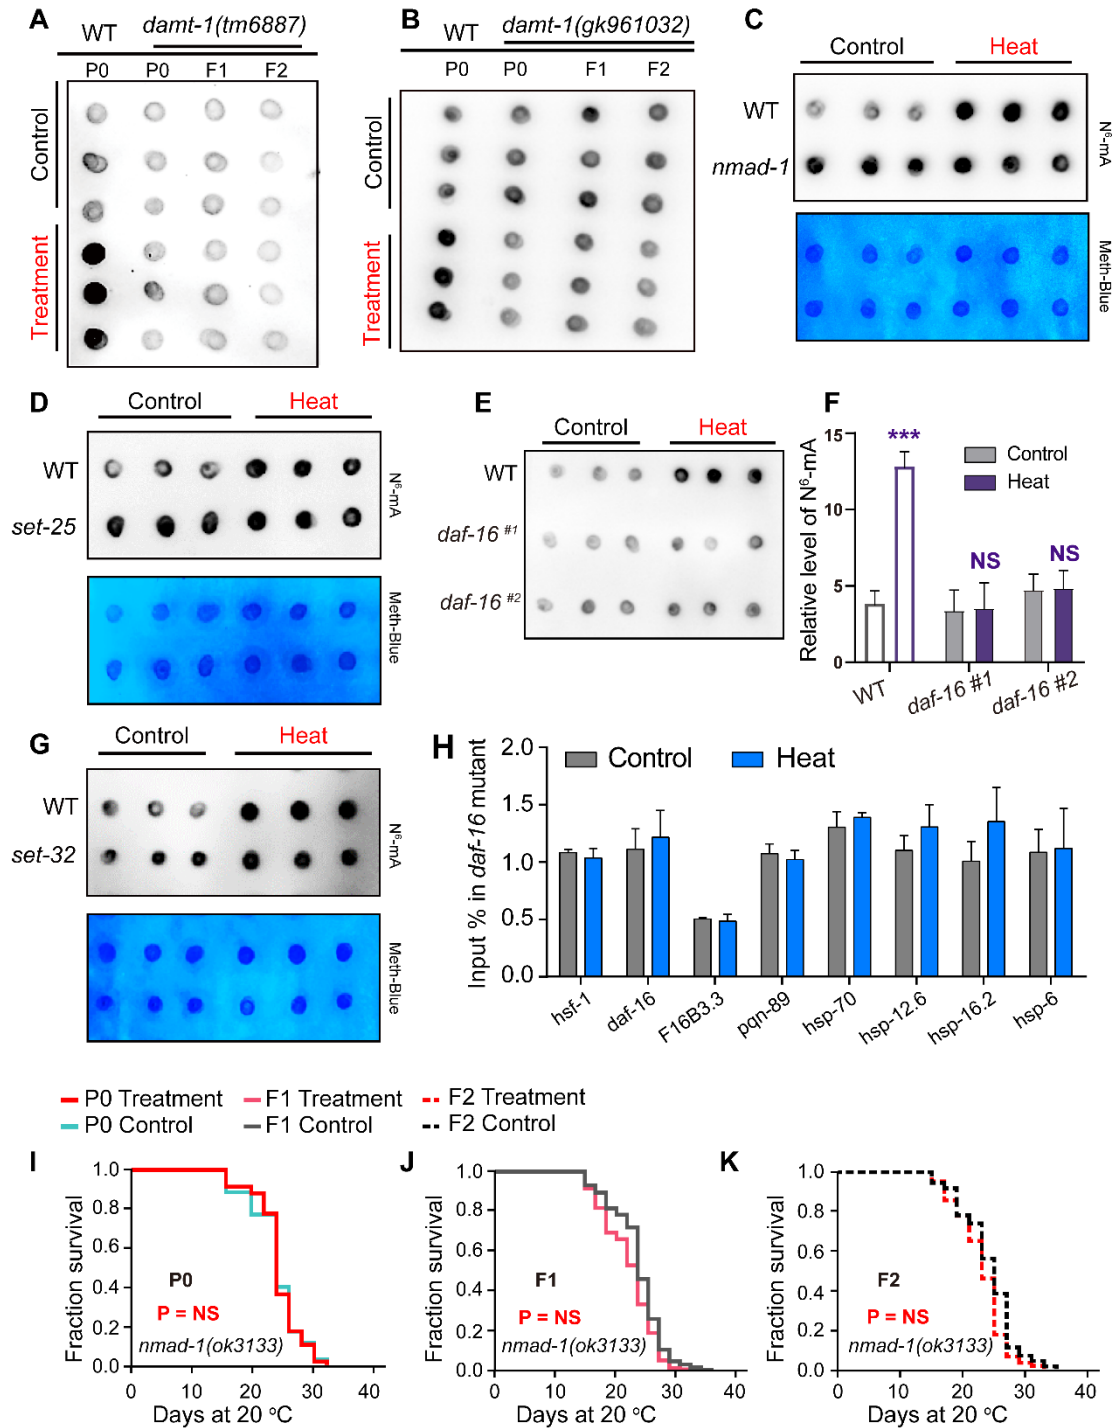 A
WT damt-1(tm6887)
P0 P0 F1 F2
Control
Treatment
B
WT damt-1(gk961032)
P0 P0 F1 F2
Control
Treatment
C
Control Heat
WT
nmad-1
N⁶-mA
Meth-Blue
D
Control Heat
WT
set-25
N⁶-mA
Meth-Blue
E
Control Heat
WT
daf-16 #1
daf-16 #2
F
Relative level of N⁶-mA
15
10
5
0
***
NS
NS
Control
Heat
WT daf-16 #1 daf-16 #2
G
Control Heat
WT
set-32
N⁶-mA
Meth-Blue
H
Input % in daf-16 mutant
2.0
1.5
1.0
0.5
0.0
Control Heat
hsf-1 daf-16 F16B3.3 pqn-89 hsp-70 hsp-12.6 hsp-16.2 hsp-6
P0 Treatment F1 Treatment F2 Treatment
P0 Control F1 Control F2 Control
I
Fraction survival
1.0
0.8
0.6
0.4
0.2
0.0
P0
P = NS
nmad-1(ok3133)
0 10 20 30 40
Days at 20 °C
J
Fraction survival
1.0
0.8
0.6
0.4
0.2
0.0
F1
P = NS
nmad-1(ok3133)
0 10 20 30 40
Days at 20 °C
K
Fraction survival
1.0
0.8
0.6
0.4
0.2
0.0
F2
P = NS
nmad-1(ok3133)
0 10 20 30 40
Days at 20 °C